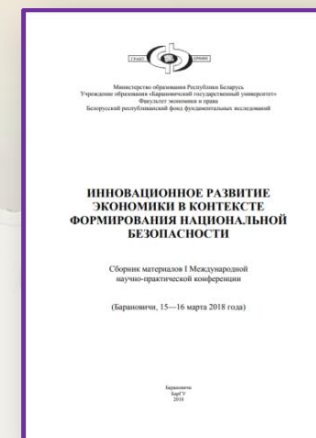 Министерство образования Республики Беларусь
Учреждение образования «Барановичский государственный университет»
Факультет экономики и права
Белорусский республиканский фонд фундаментальных исследований
ИННОВАЦИОННОЕ РАЗВИТИЕ
ЭКОНОМИКИ В КОНТЕКСТЕ
ФОРМИРОВАНИЯ НАЦИОНАЛЬНОЙ
БЕЗОПАСНОСТИ
Сборник материалов I Международной
научно-практической конференции
(Барановичи, 15—16 марта 2018 года)
Барановичи
БарГУ
2018